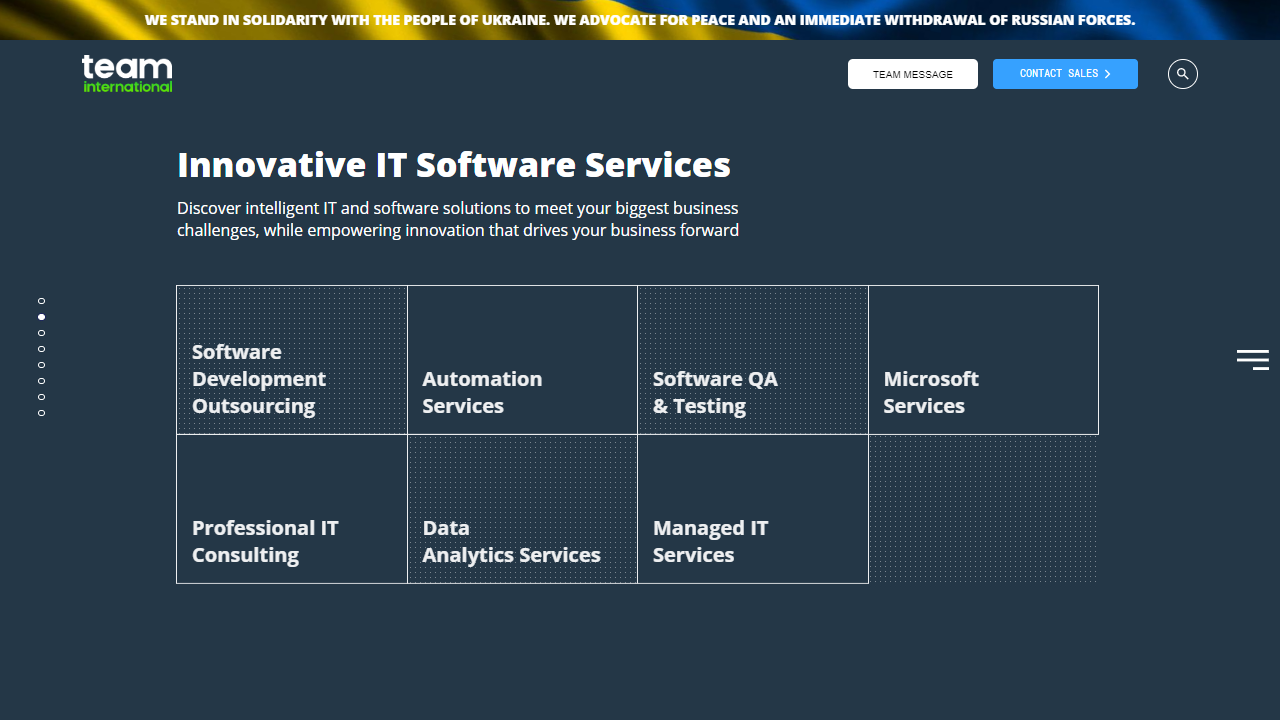 WE STAND IN SOLIDARITY WITH THE PEOPLE OF UKRAINE. WE ADVOCATE FOR PEACE AND AN IMMEDIATE WITHDRAWAL OF RUSSIAN FORCES.
team
international
TEAM MESSAGE
CONTACT SALES
Innovative IT Software Services
Discover intelligent IT and software solutions to meet your biggest business
challenges, while empowering innovation that drives your business forward
Software
Development
Outsourcing
Automation
Services
Software QA
& Testing
Microsoft
Services
Professional IT
Consulting
Data
Analytics Services
Managed IT
Services